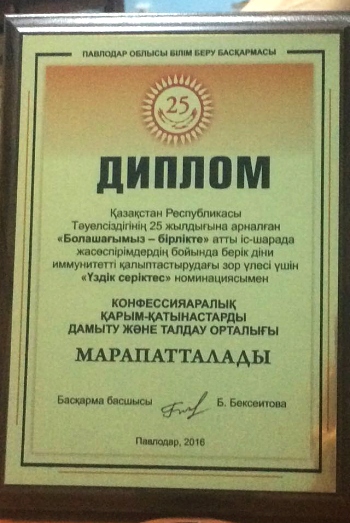 ПАВЛОДАР ОБЛЫСЫ БІЛІМ БЕРУ БАСҚАРМАСЫ
25
ДИПЛОМ
Қазақстан Республикасы
Тәуелсіздігінің 25 жылдығына арналған
«Болашағымыз – бірлікте» атты іс-шарада
жасөспірімдердің бойында берік діни
иммунитетті қалыптастырудағы зор үлесі үшін
«Үздік серіктес» номинациясымен
КОНФЕССИЯАРАЛЫҚ
ҚАРЫМ-ҚАТЫНАСТАРДЫ
ДАМЫТУ ЖӘНЕ ТАЛДАУ ОРТАЛЫҒЫ
МАРАПАТТАЛАДЫ
Басқарма басшысы Б. Бексеитова
Павлодар, 2016